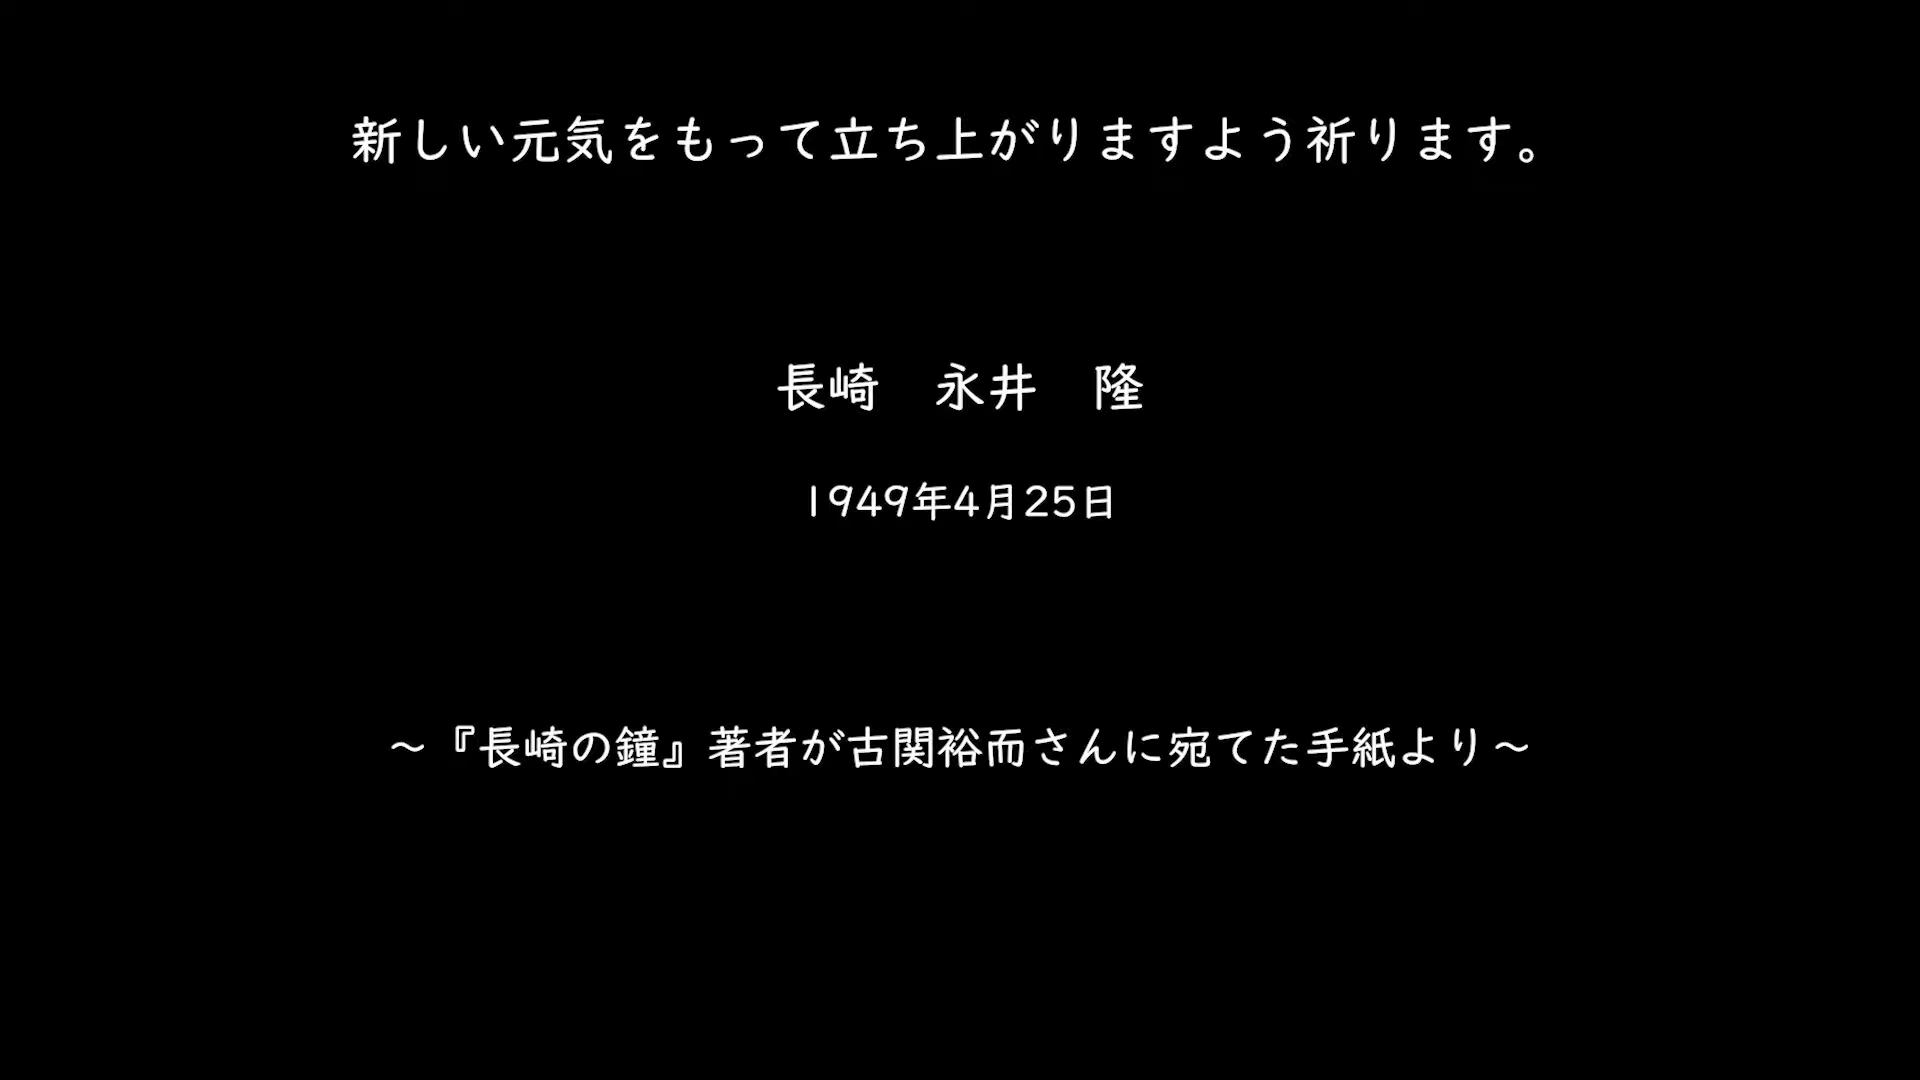 新しい元気をもって立ち上がりますよう祈ります。
長崎　永井　隆
1949年4月25日
～『長崎の鐘』著者が古関裕而さんに宛てた手紙より～